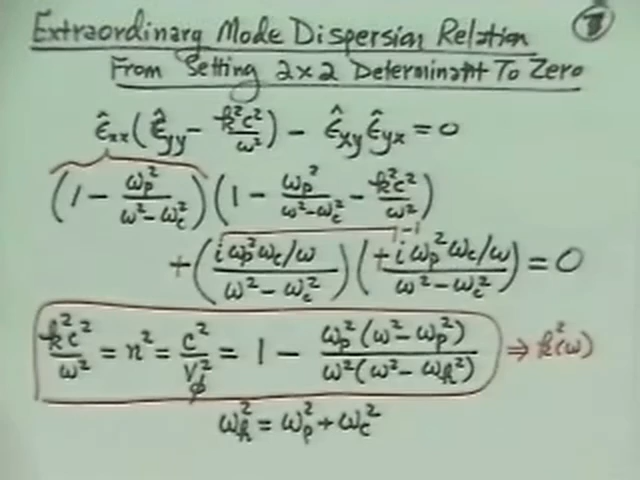 Extraordinary Mode Dispersion Relation ⑦
From Setting 2x2 Determinant To Zero
ε̂xx(ε̂yy − k²c²/ω²) − ε̂xy ε̂yx = 0
(1 − ωp²/(ω²−ωc²))(1 − ωp²/(ω²−ωc²) − k²c²/ω²)
+(iωp²ωc/ω / (ω²−ωc²))(+iωp²ωc/ω / (ω²−ωc²)) = 0
k²c²/ω² = n² = c²/Vϕ² = 1 − ωp²(ω²−ωp²)/(ω²(ω²−ωh²)) ⇒ k²(ω)
ωh² = ωp² + ωc²